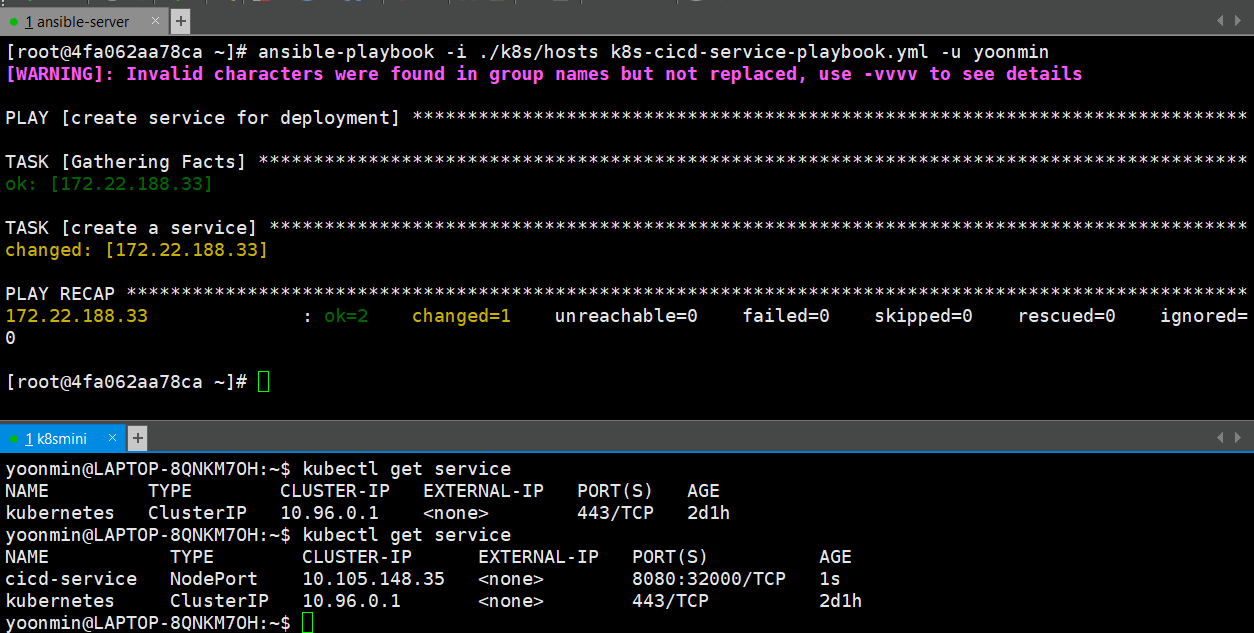 1 ansible-server × +
[root@4fa062aa78ca ~]# ansible-playbook -i ./k8s/hosts k8s-cicd-service-playbook.yml -u yoonmin
[WARNING]: Invalid characters were found in group names but not replaced, use -vvvv to see details
PLAY [create service for deployment] ****************************************************************************
TASK [Gathering Facts] ******************************************************************************************
ok: [172.22.188.33]
TASK [create a service] *****************************************************************************************
changed: [172.22.188.33]
PLAY RECAP ******************************************************************************************************
172.22.188.33 : ok=2 changed=1 unreachable=0 failed=0 skipped=0 rescued=0 ignored=
0
[root@4fa062aa78ca ~]#
1 k8smini × +
yoonmin@LAPTOP-8QNKM7OH:~$ kubectl get service
NAME TYPE CLUSTER-IP EXTERNAL-IP PORT(S) AGE
kubernetes ClusterIP 10.96.0.1 <none> 443/TCP 2d1h
yoonmin@LAPTOP-8QNKM7OH:~$ kubectl get service
NAME TYPE CLUSTER-IP EXTERNAL-IP PORT(S) AGE
cicd-service NodePort 10.105.148.35 <none> 8080:32000/TCP 1s
kubernetes ClusterIP 10.96.0.1 <none> 443/TCP 2d1h
yoonmin@LAPTOP-8QNKM7OH:~$